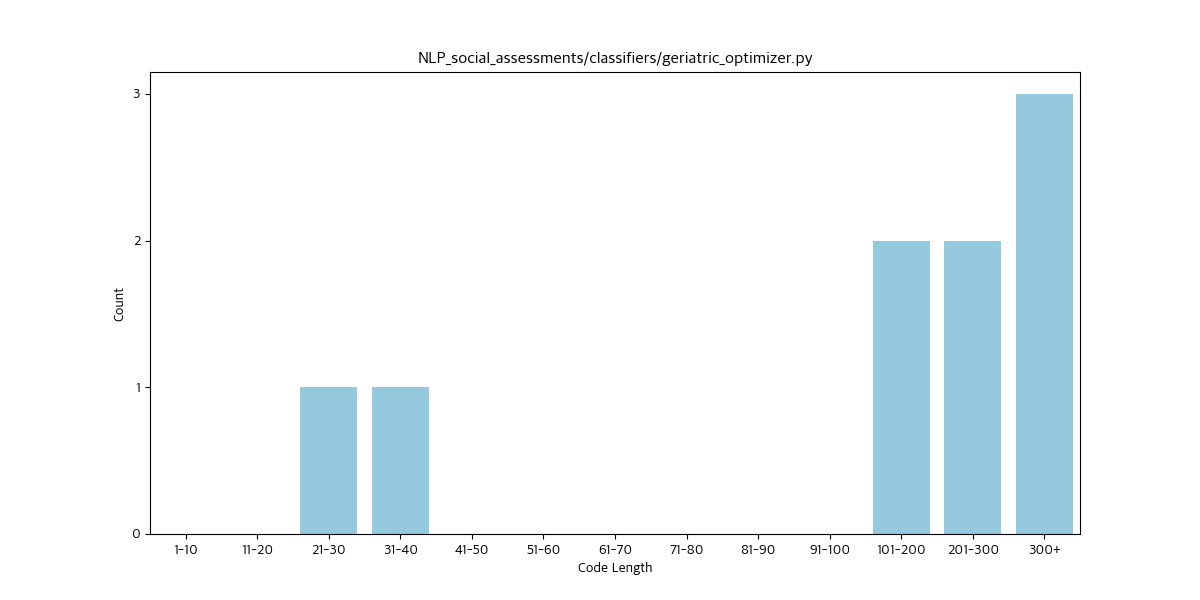 NLP_social_assessments/classifiers/geriatric_optimizer.py
3
2
1
0
Count
1-10 11-20 21-30 31-40 41-50 51-60 61-70 71-80 81-90 91-100 101-200 201-300 300+
Code Length